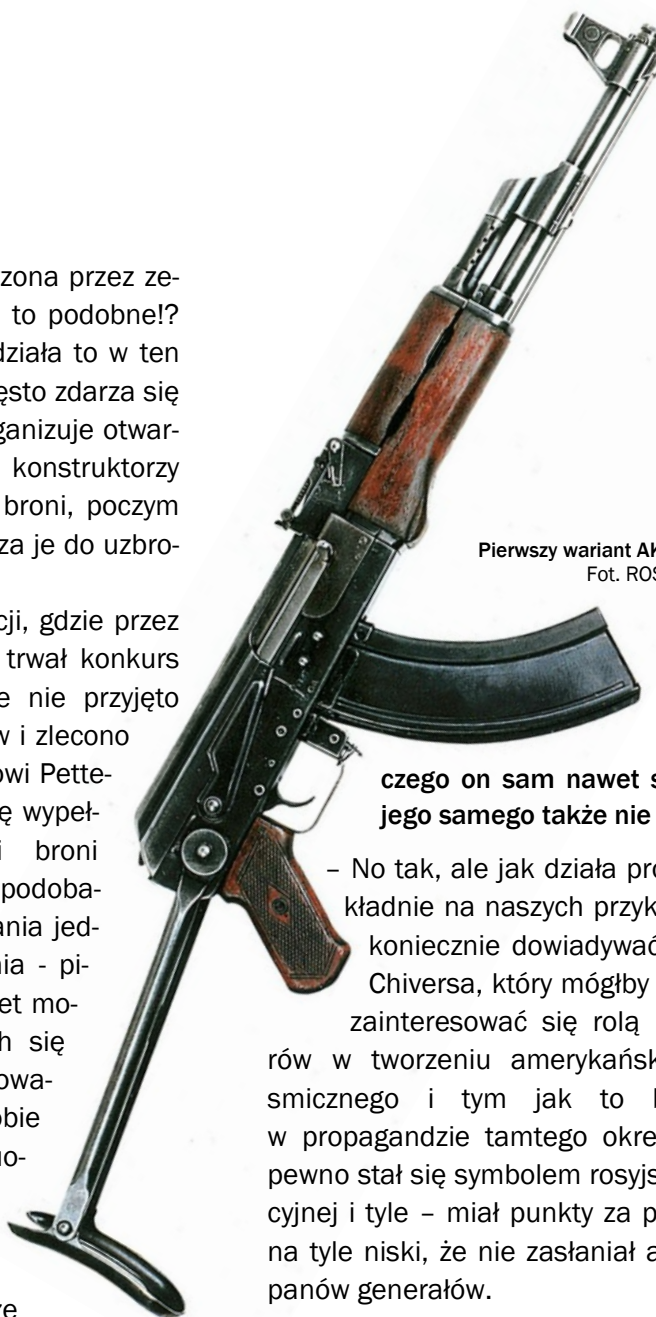 zona przez ze-
to podobne!?
działa to w ten
ęsto zdarza się
ganizuje otwar-
konstruktorzy
broni, poczym
za je do uzbro-
cji, gdzie przez
trwał konkurs
e nie przyjęto
w i zlecono
owi Pette-
ę wypeł-
i broni
podoba-
ania jed-
nia - pi-
et mo-
h się
owa-
obie
uo-
ze
Pierwszy wariant AK
Fot. ROS
czego on sam nawet s
jego samego także nie
– No tak, ale jak działa pro
kładnie na naszych przyk
koniecznie dowiadywać
Chiversa, który mógłby
zainteresować się rolą
rów w tworzeniu amerykańsk
smicznego i tym jak to
w propagandzie tamtego okre
pewno stał się symbolem rosyjs
cyjnej i tyle – miał punkty za p
na tyle niski, że nie zasłaniał a
panów generałów.